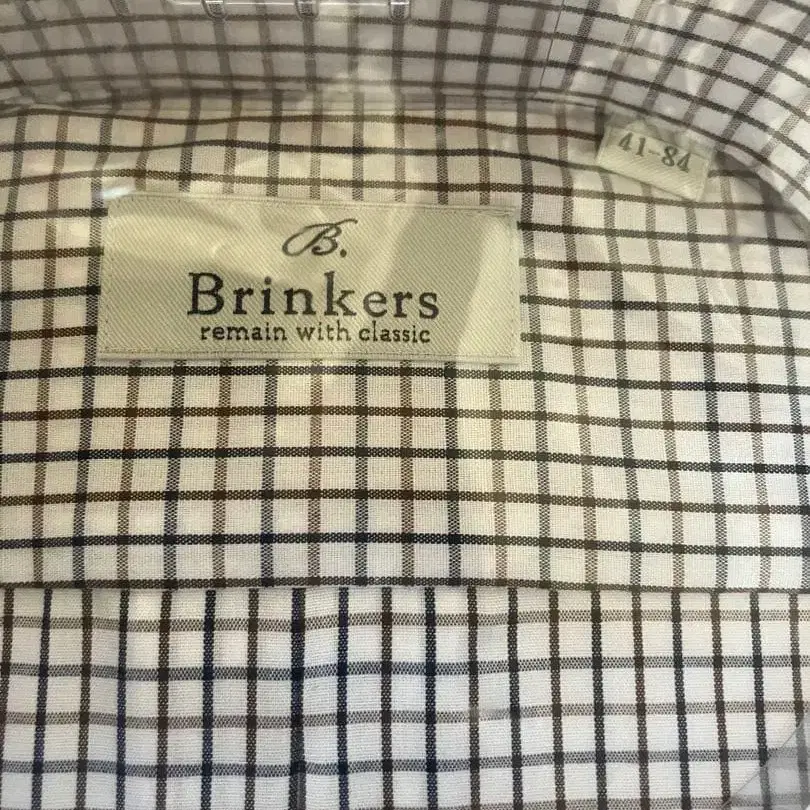 41-84
B.
Brinkers
remain with classic